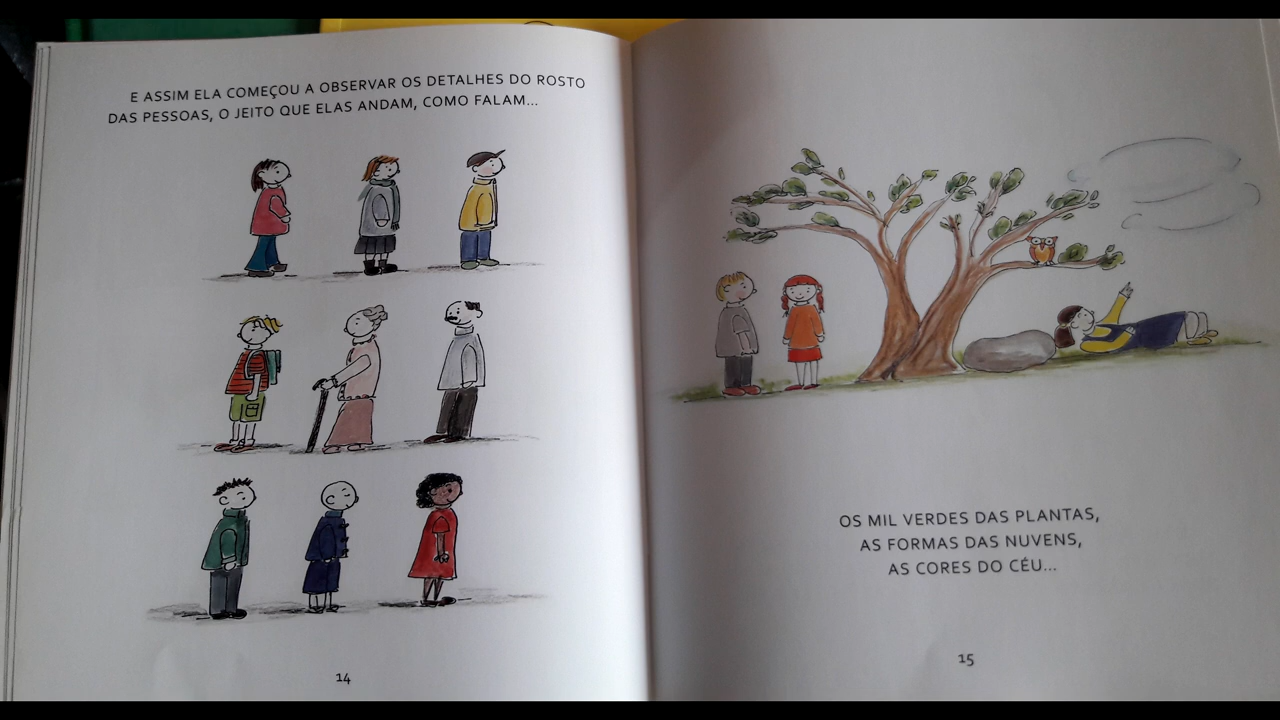 E ASSIM ELA COMEÇOU A OBSERVAR OS DETALHES DO ROSTO
DAS PESSOAS, O JEITO QUE ELAS ANDAM, COMO FALAM...
14
OS MIL VERDES DAS PLANTAS,
AS FORMAS DAS NUVENS,
AS CORES DO CÉU...
15